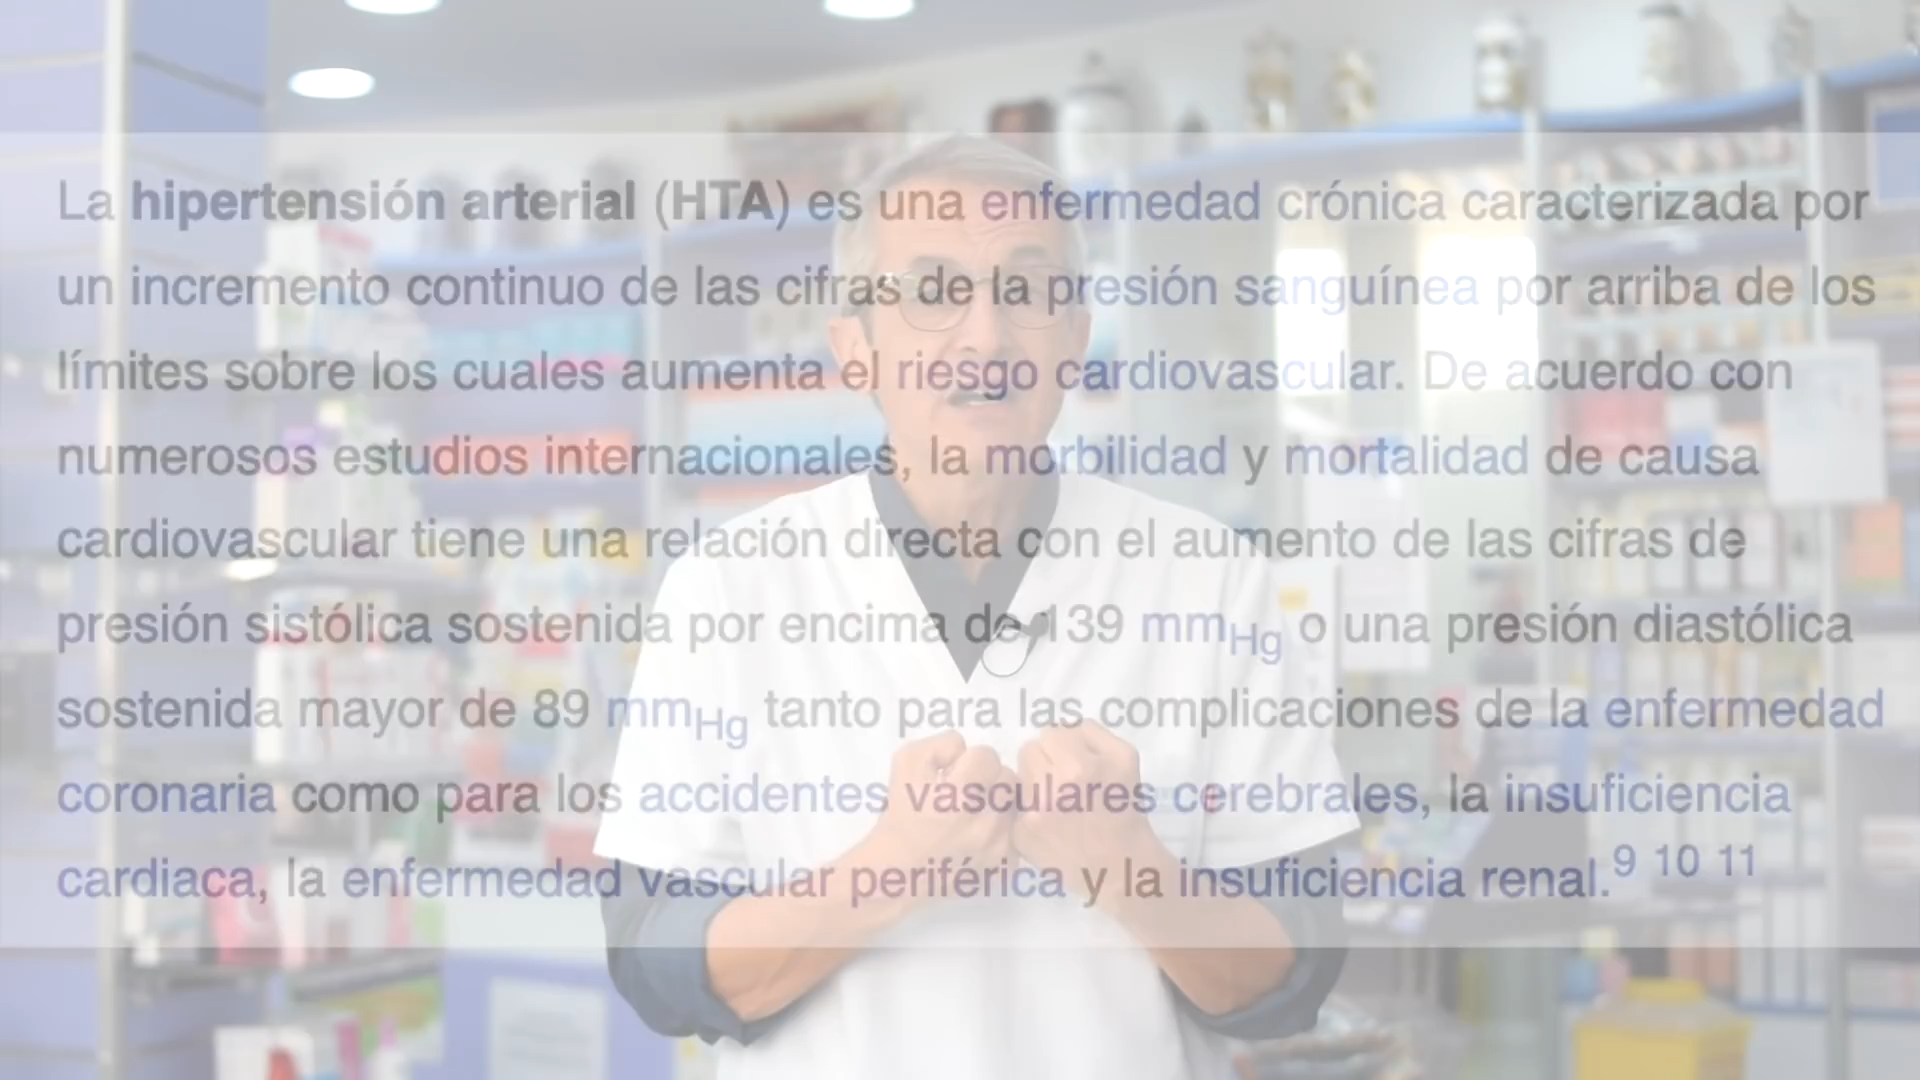 La hipertensión arterial (HTA) es una enfermedad crónica caracterizada por
un incremento continuo de las cifras de la presión sanguínea por arriba de los
límites sobre los cuales aumenta el riesgo cardiovascular. De acuerdo con
numerosos estudios internacionales, la morbilidad y mortalidad de causa
cardiovascular tiene una relación directa con el aumento de las cifras de
presión sistólica sostenida por encima de 139 mmHg o una presión diastólica
sostenida mayor de 89 mmHg tanto para las complicaciones de la enfermedad
coronaria como para los accidentes vasculares cerebrales, la insuficiencia
cardiaca, la enfermedad vascular periférica y la insuficiencia renal.9 10 11